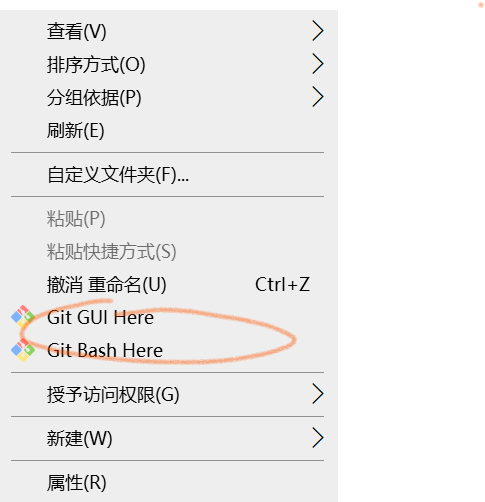 查看(V)
排序方式(O)
分组依据(P)
刷新(E)
自定义文件夹(F)...
粘贴(P)
粘贴快捷方式(S)
撤消 重命名(U) Ctrl+Z
Git GUI Here
Git Bash Here
授予访问权限(G)
新建(W)
属性(R)